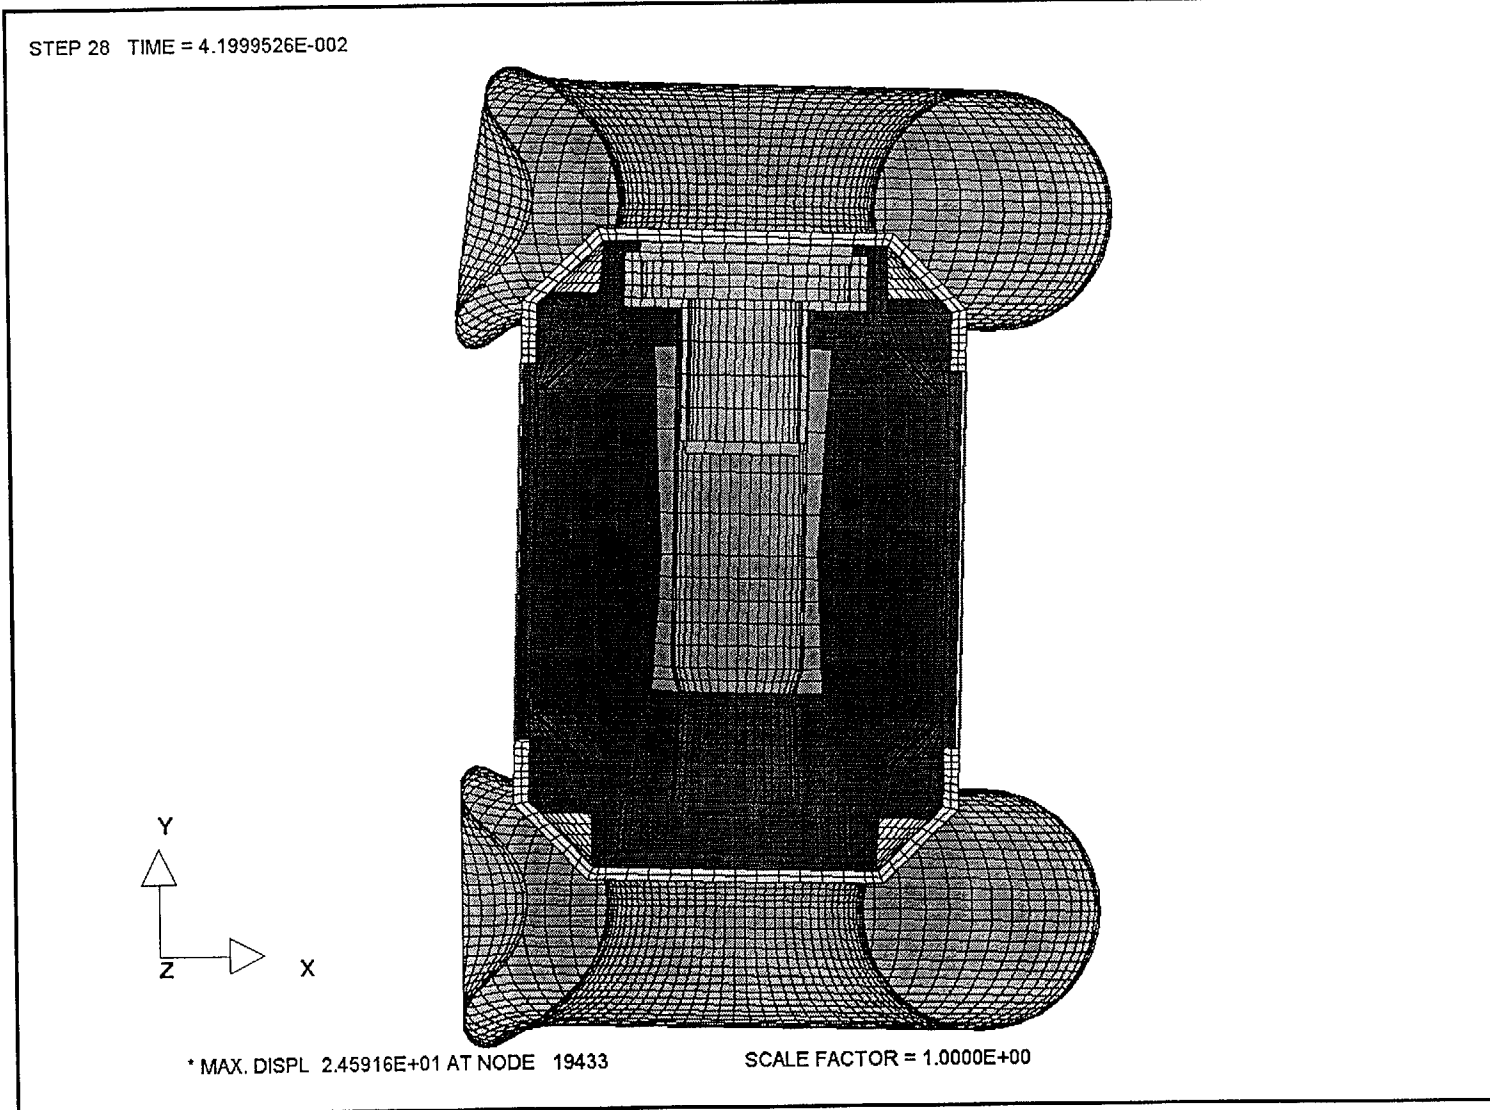 STEP 28 TIME = 4.1999526E-002
Y
Z
X
* MAX. DISPL 2.45916E+01 AT NODE 19433
SCALE FACTOR = 1.0000E+00